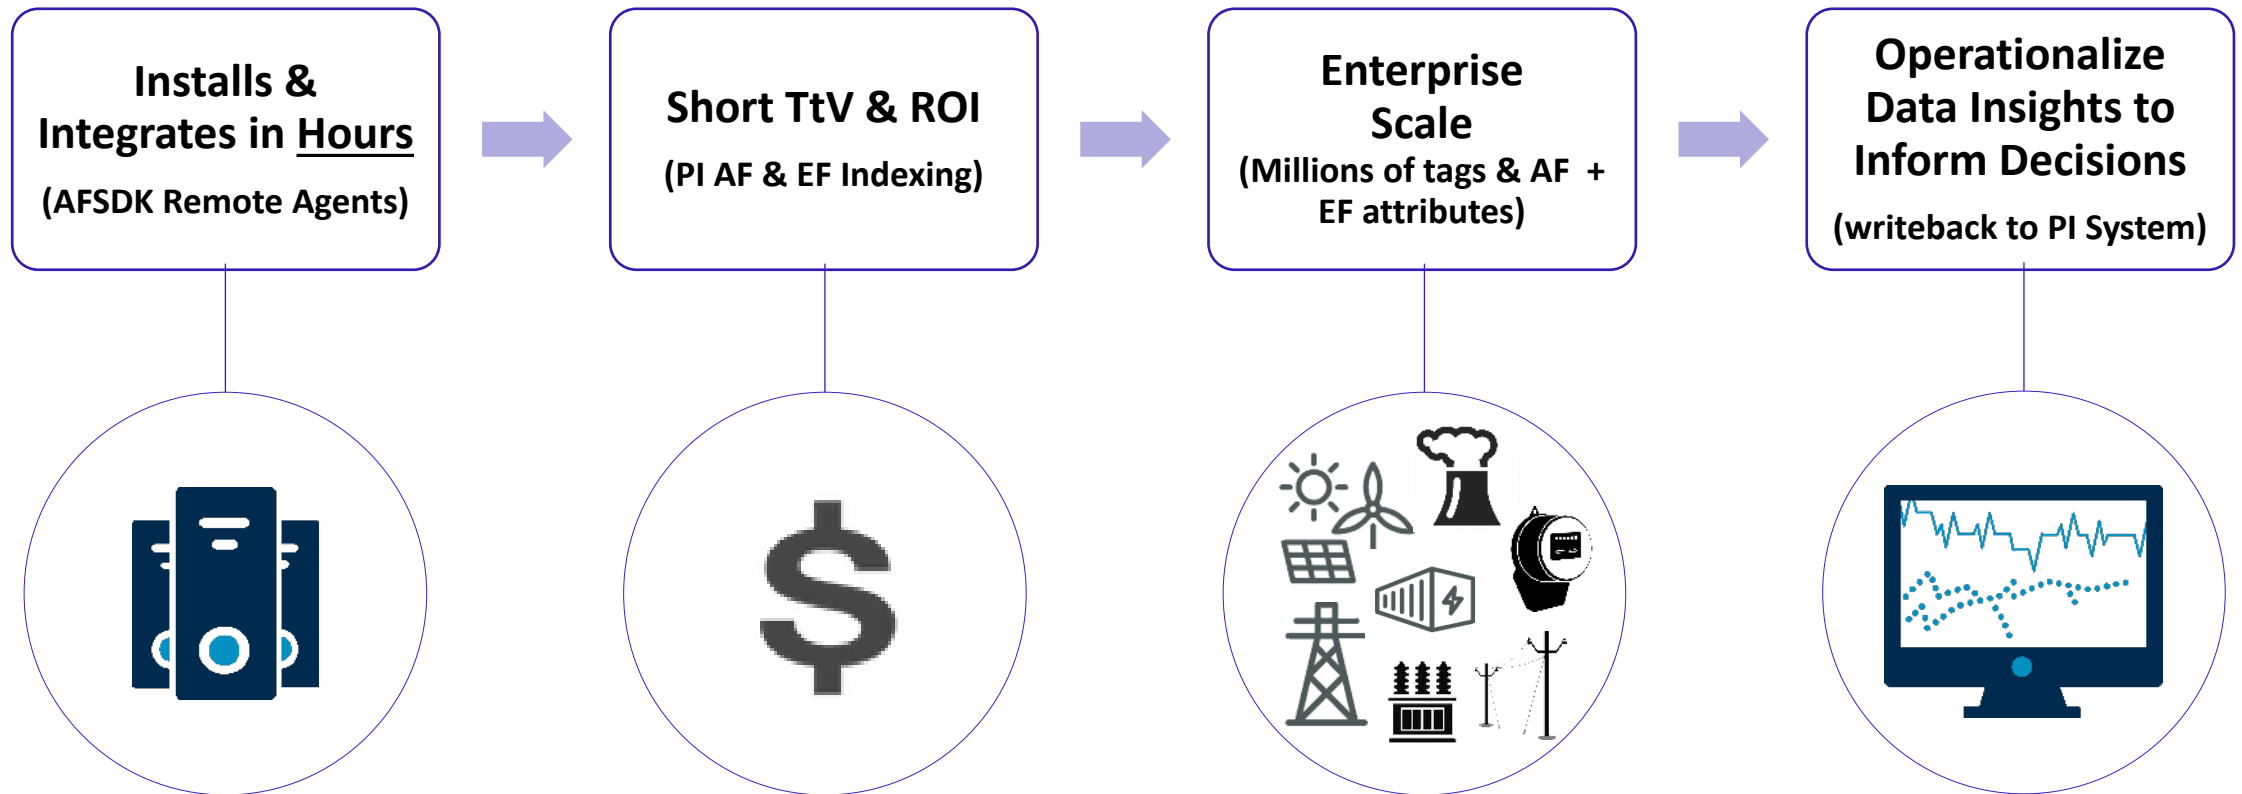 Installs &
Integrates in Hours
(AFSDK Remote Agents)
Short TtV & ROI
(PI AF & EF Indexing)
Enterprise
Scale
(Millions of tags & AF +
EF attributes)
Operationalize
Data Insights to
Inform Decisions
(writeback to PI System)
$